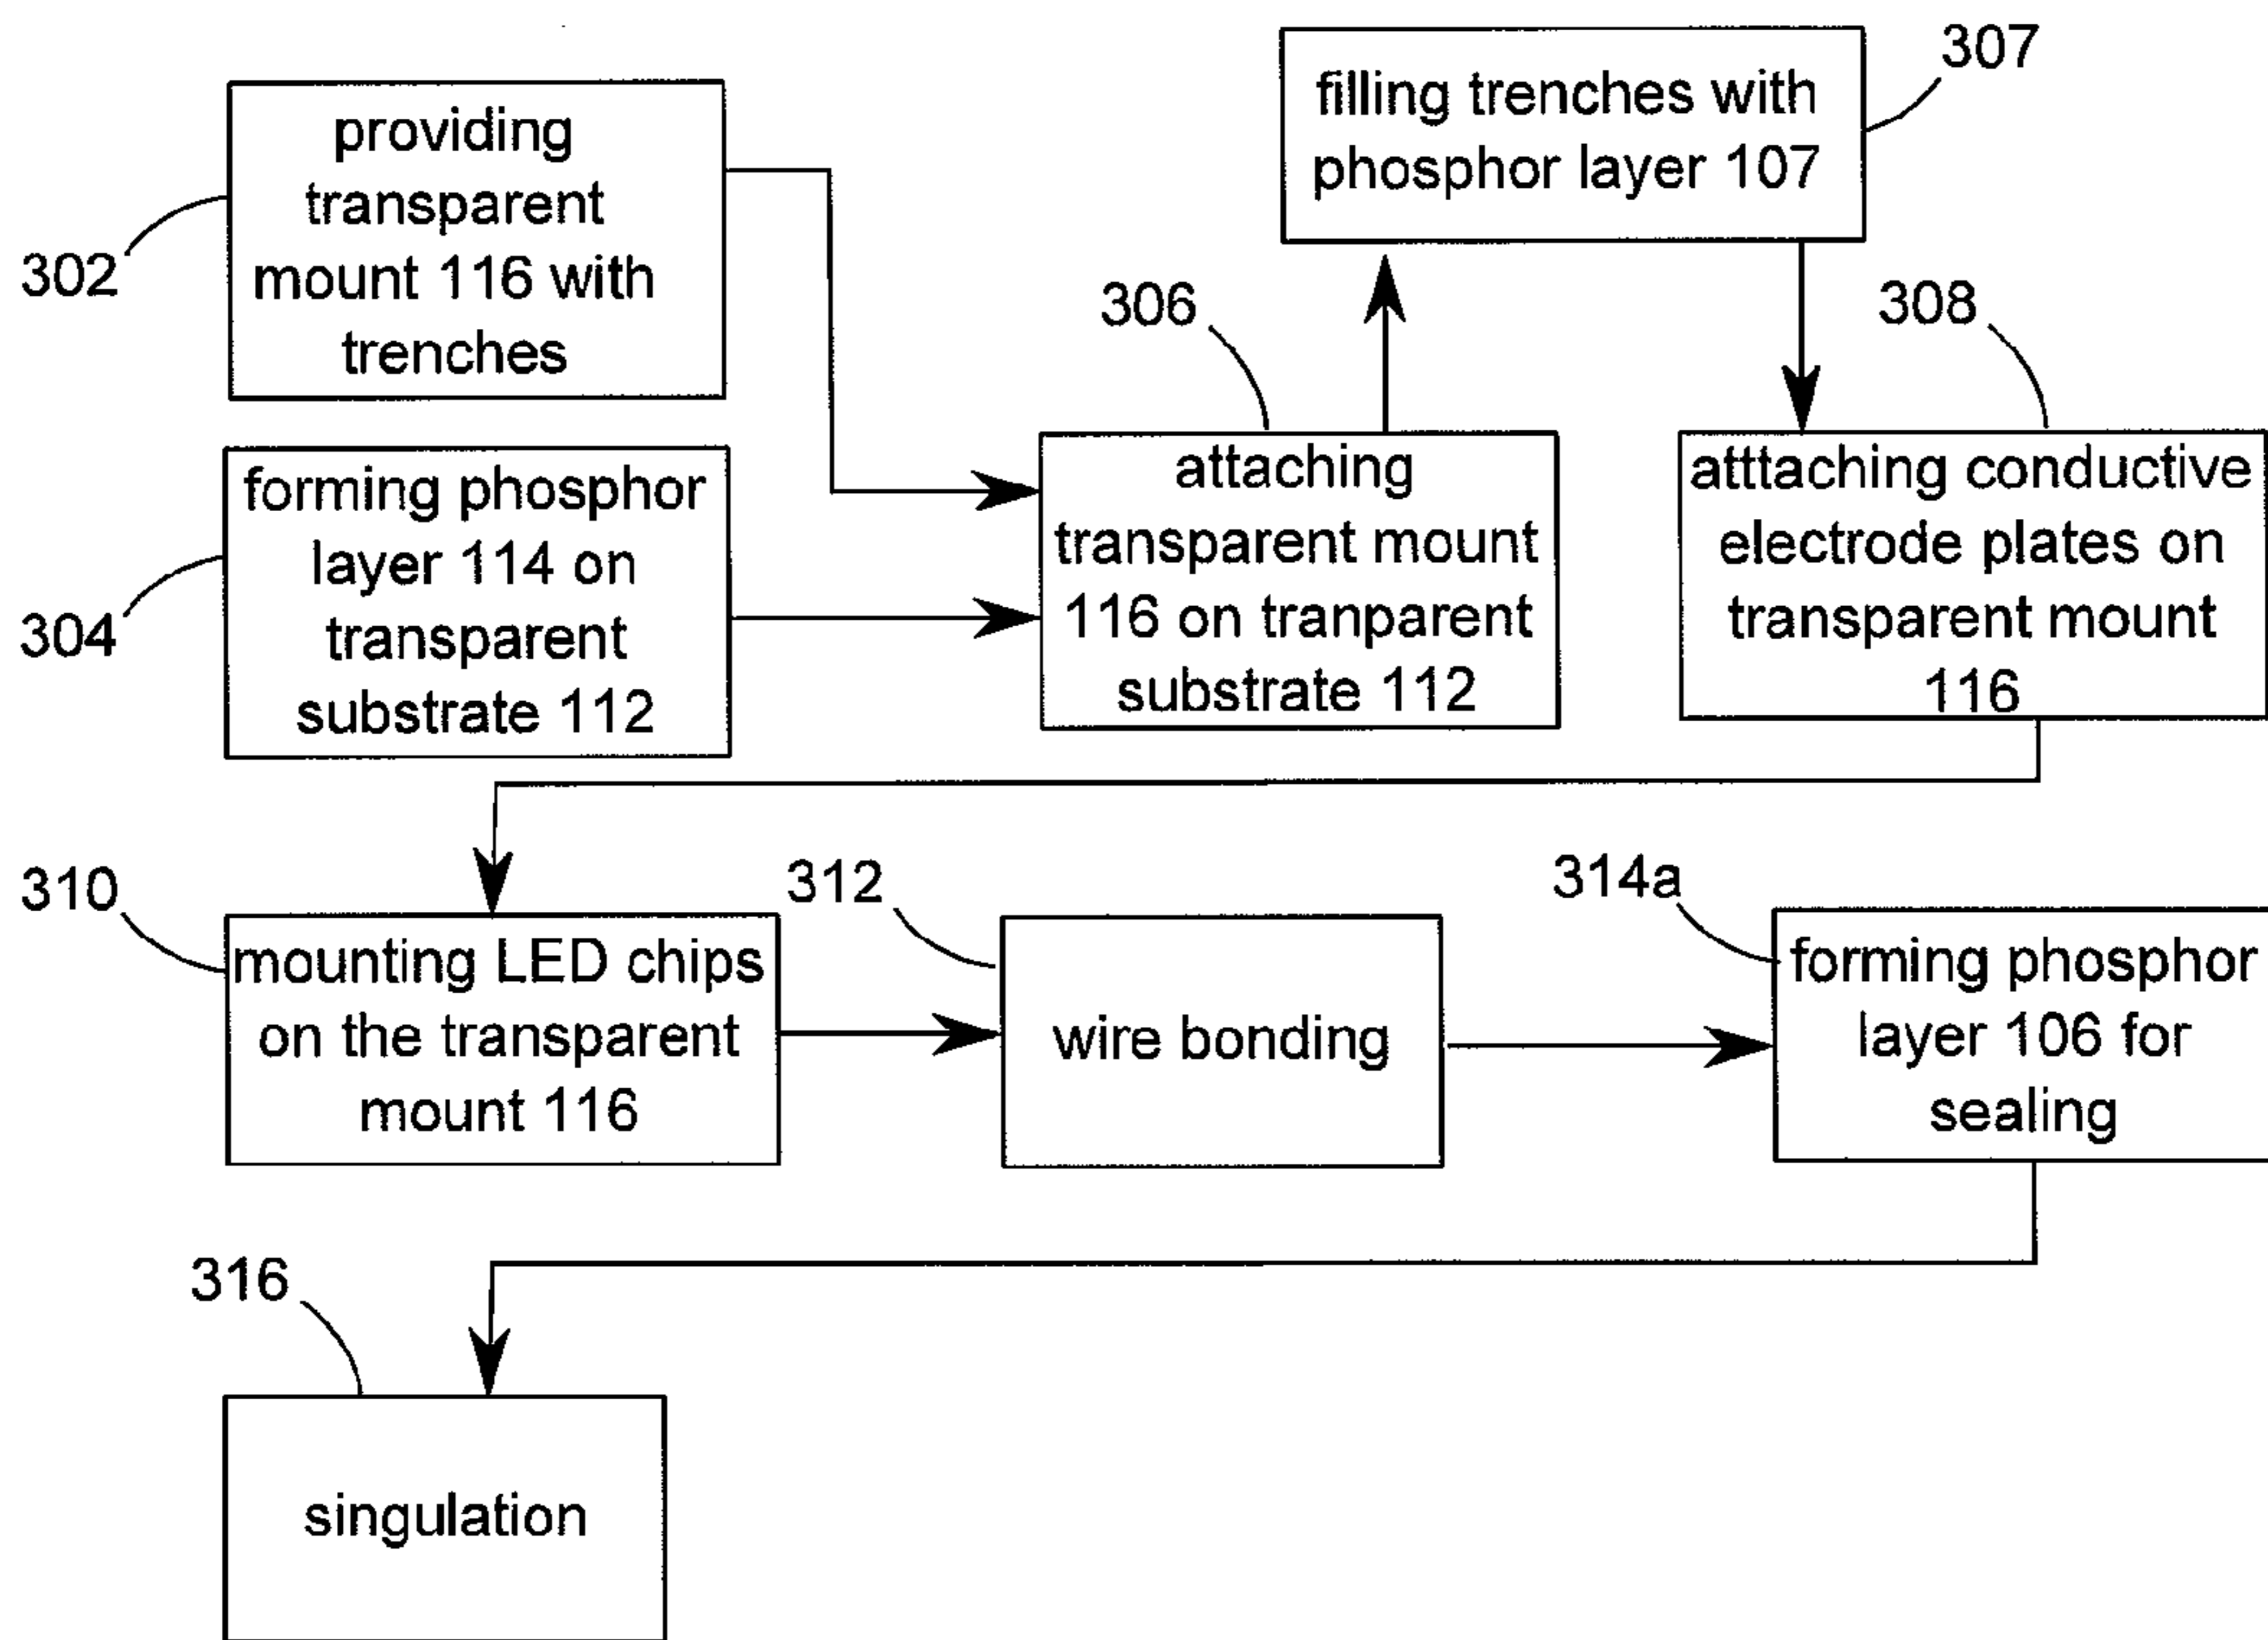 302
providing
transparent
mount 116 with
trenches
304
forming phosphor
layer 114 on
transparent
substrate 112
306
attaching
transparent mount
116 on tranparent
substrate 112
307
filling trenches with
phosphor layer 107
308
atttaching conductive
electrode plates on
transparent mount
116
310
mounting LED chips
on the transparent
mount 116
312
wire bonding
314a
forming phosphor
layer 106 for
sealing
316
singulation